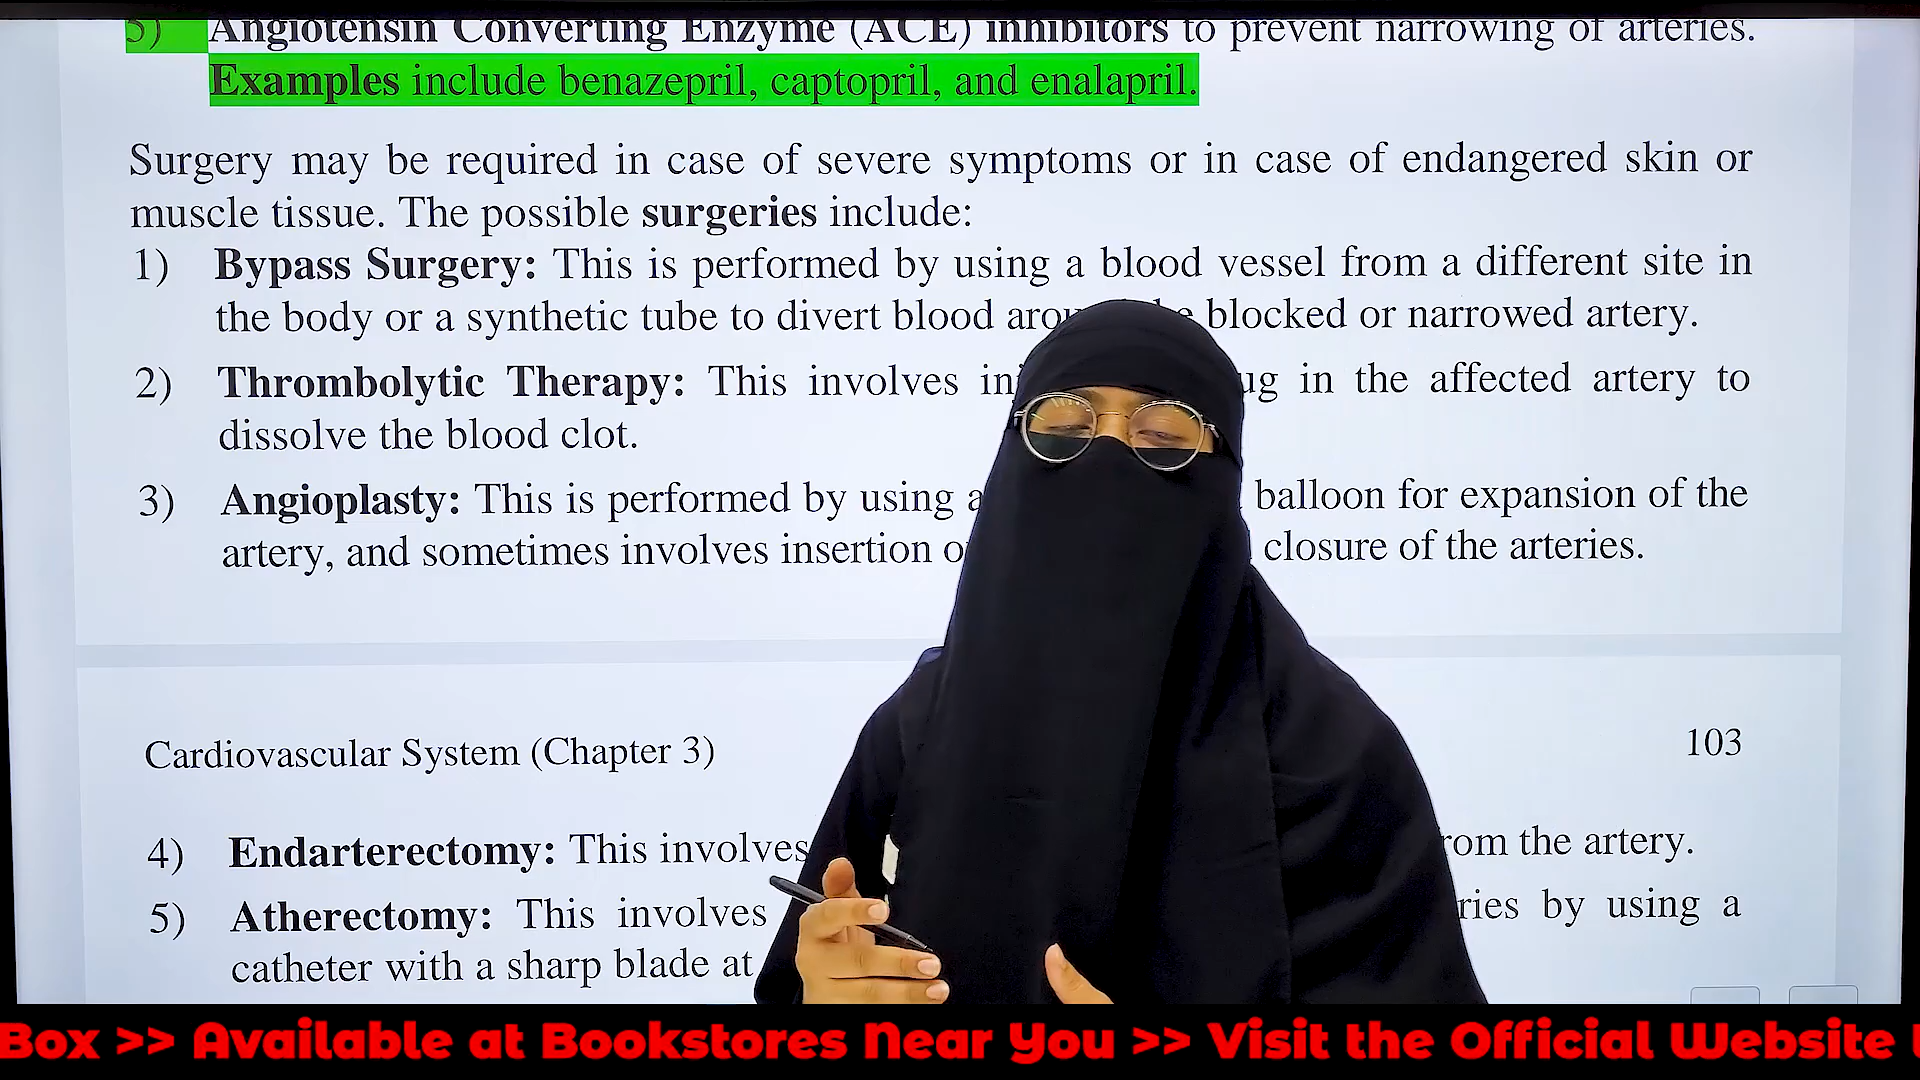 5) Angiotensin Converting Enzyme (ACE) inhibitors to prevent narrowing of arteries.
Examples include benazepril, captopril, and enalapril.
Surgery may be required in case of severe symptoms or in case of endangered skin or
muscle tissue. The possible surgeries include:
1) Bypass Surgery: This is performed by using a blood vessel from a different site in
the body or a synthetic tube to divert blood blocked or narrowed artery.
2) Thrombolytic Therapy: This involves in the affected artery to
dissolve the blood clot.
3) Angioplasty: This is performed by using balloon for expansion of the
artery, and sometimes involves insertion closure of the arteries.
Cardiovascular System (Chapter 3) 103
4) Endarterectomy: This involves from the artery.
5) Atherectomy: This involves by using a
catheter with a sharp blade at
Box >> Available at Bookstores Near You >> Visit the Official Website